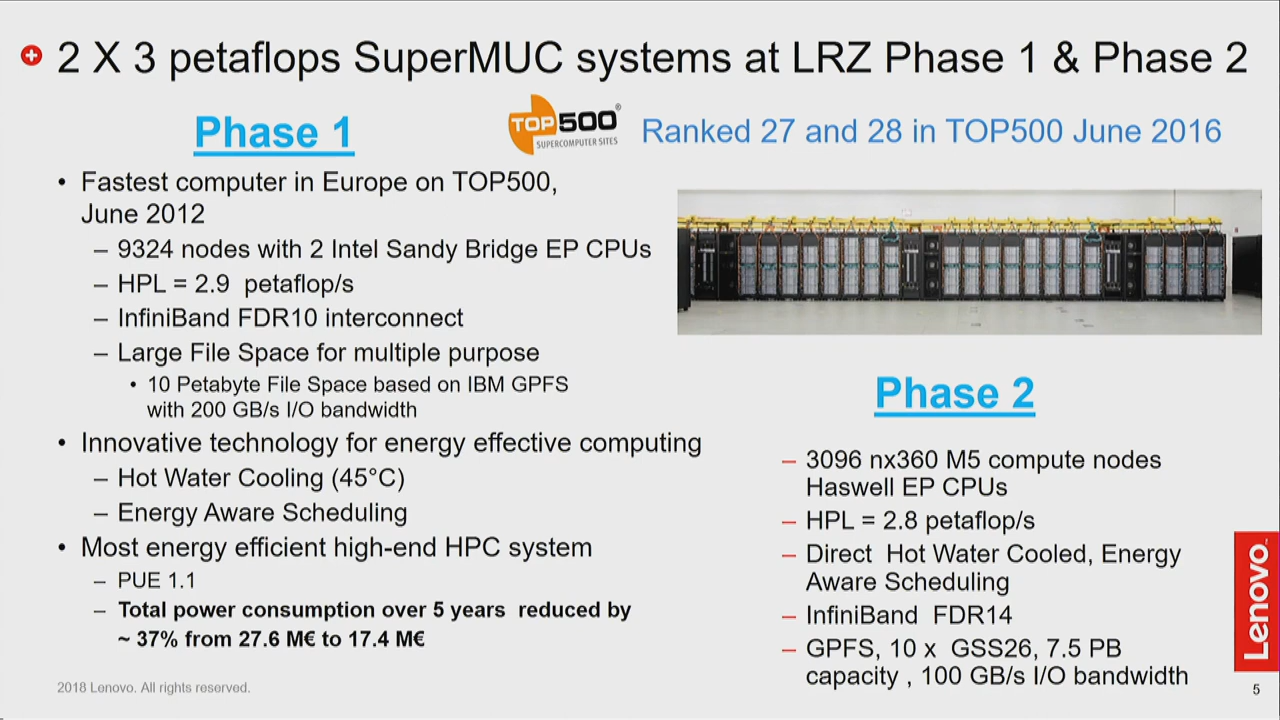 2 X 3 petaflops SuperMUC systems at LRZ Phase 1 & Phase 2
Phase 1
TOP500®
SUPERCOMPUTER SITES
Ranked 27 and 28 in TOP500 June 2016
• Fastest computer in Europe on TOP500,
June 2012
– 9324 nodes with 2 Intel Sandy Bridge EP CPUs
– HPL = 2.9 petaflop/s
– InfiniBand FDR10 interconnect
– Large File Space for multiple purpose
• 10 Petabyte File Space based on IBM GPFS
with 200 GB/s I/O bandwidth
• Innovative technology for energy effective computing
– Hot Water Cooling (45°C)
– Energy Aware Scheduling
• Most energy efficient high-end HPC system
– PUE 1.1
– Total power consumption over 5 years reduced by
~ 37% from 27.6 M€ to 17.4 M€
Phase 2
– 3096 nx360 M5 compute nodes
Haswell EP CPUs
– HPL = 2.8 petaflop/s
– Direct Hot Water Cooled, Energy
Aware Scheduling
– InfiniBand FDR14
– GPFS, 10 x GSS26, 7.5 PB
capacity , 100 GB/s I/O bandwidth
Lenovo
2018 Lenovo. All rights reserved.
5